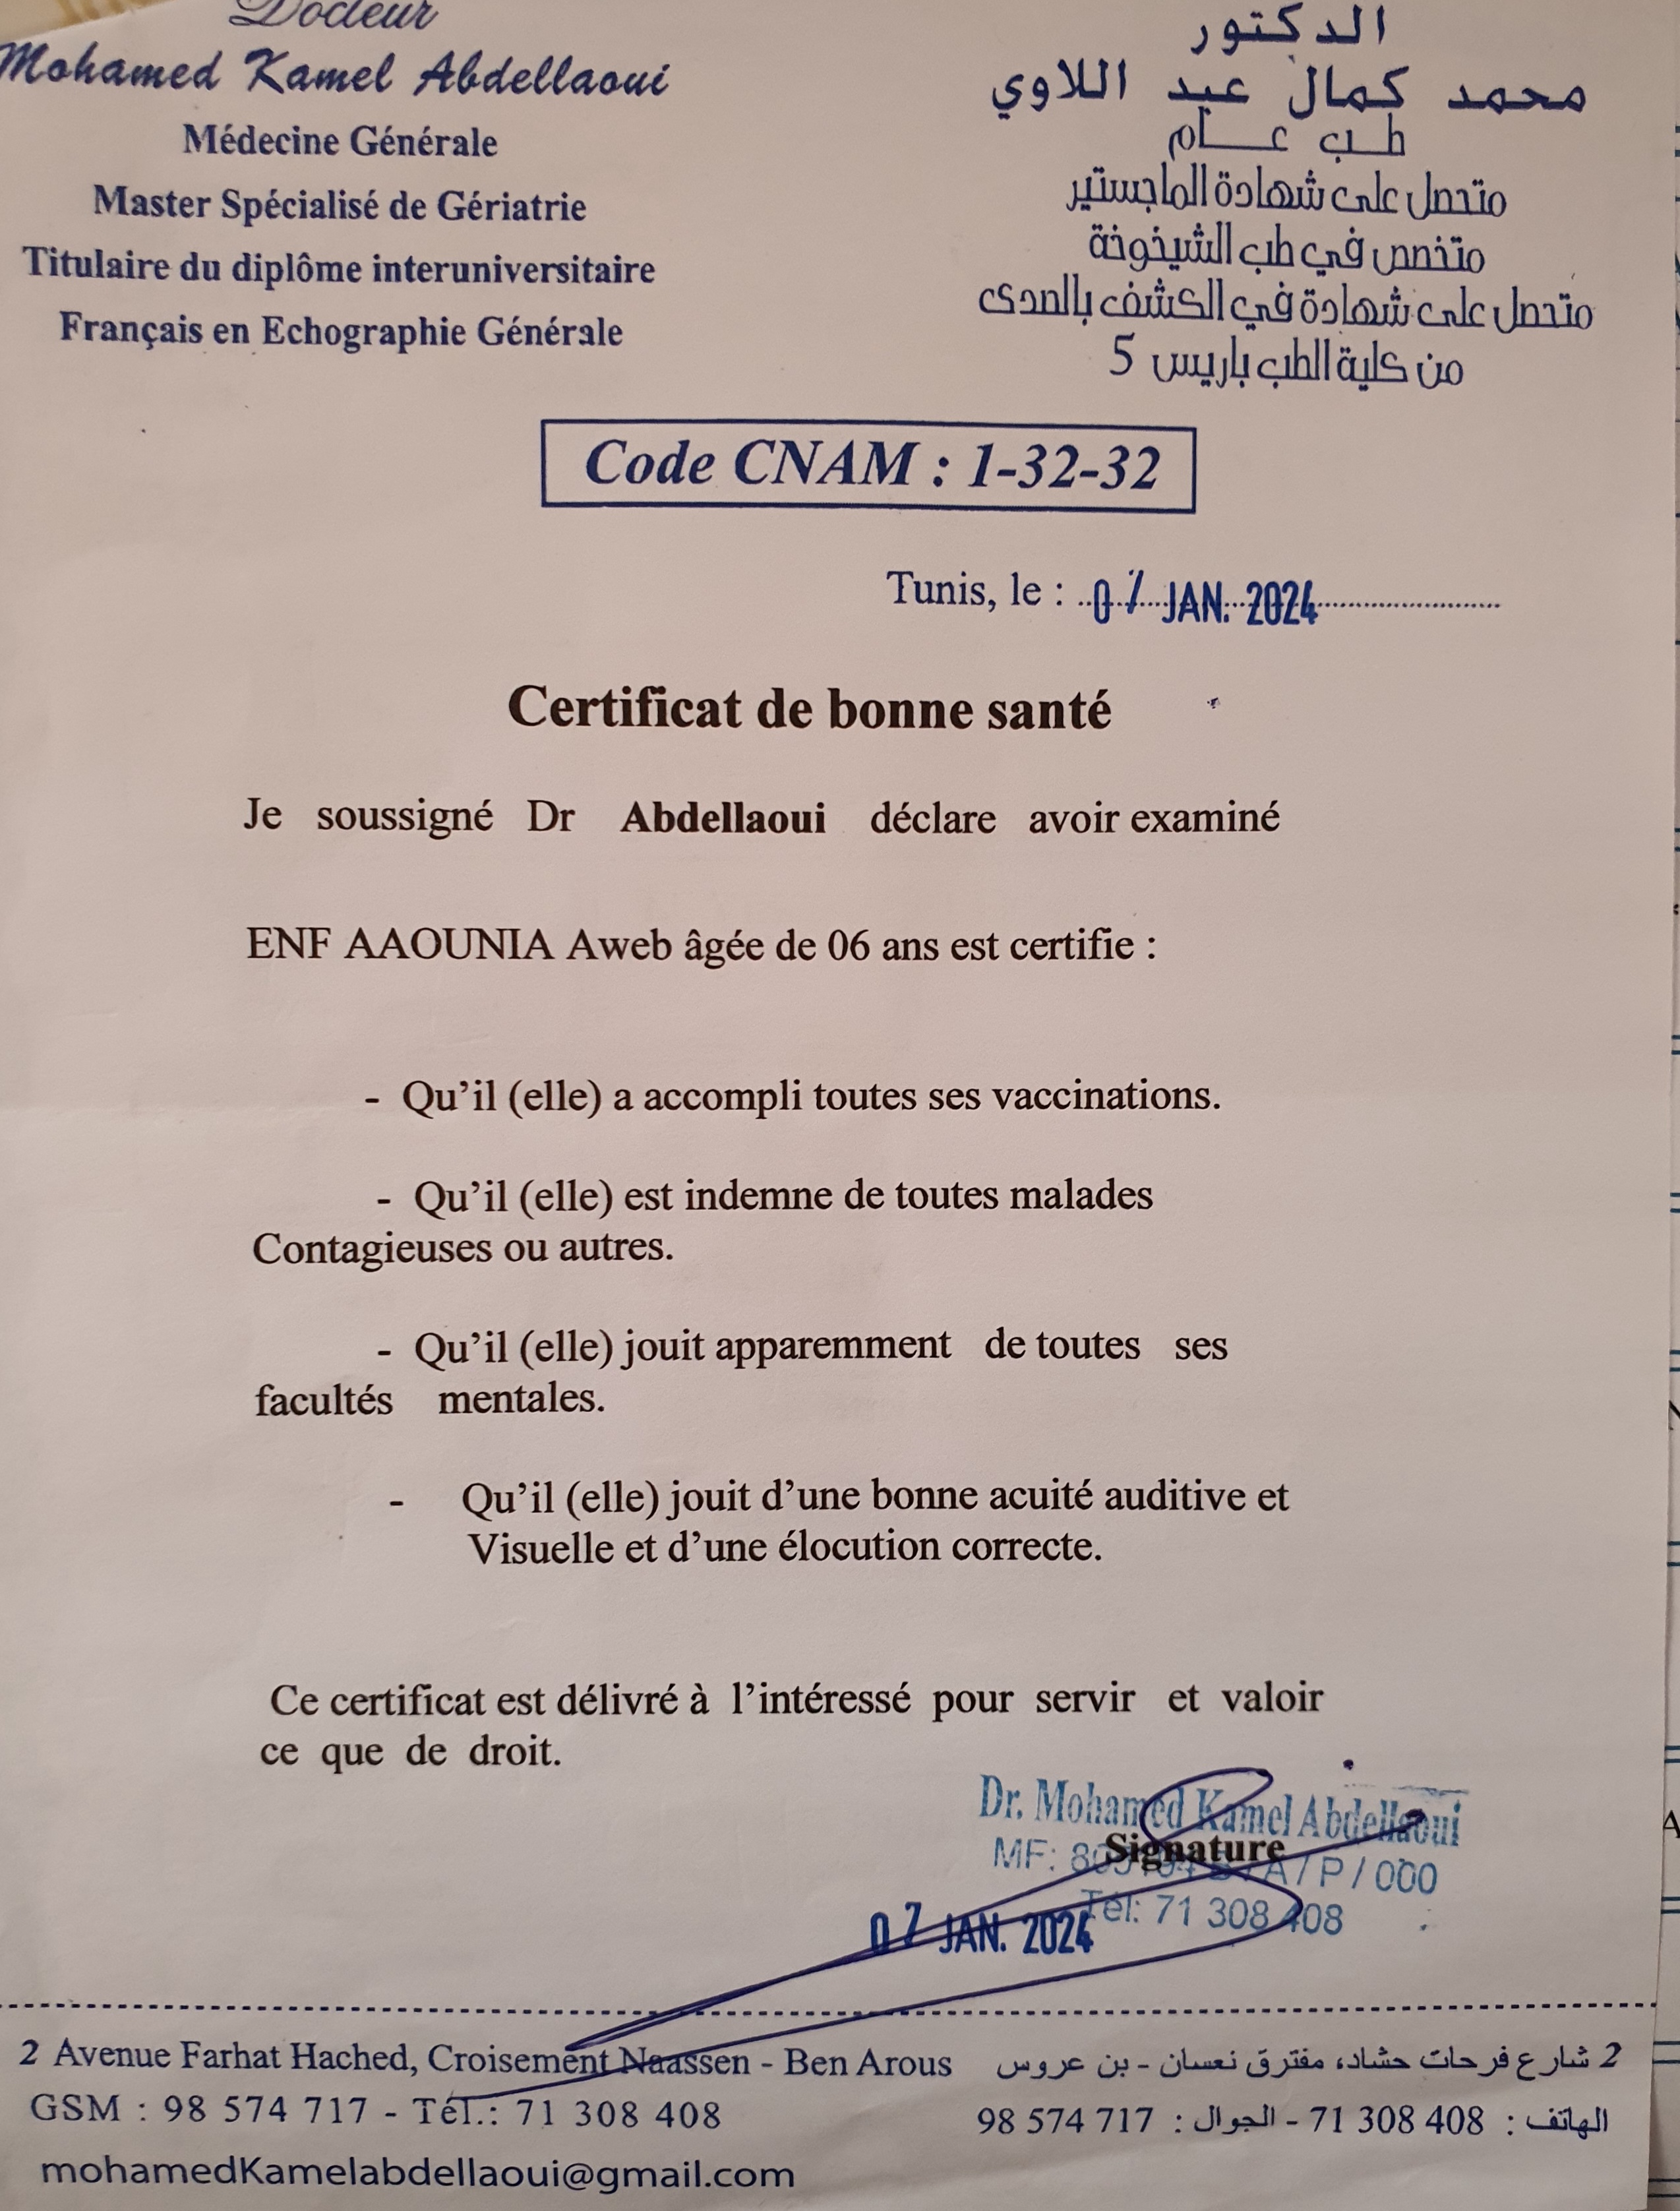 Docteur
Mohamed Kamel Abdellaoui
Médecine Générale
Master Spécialisé de Gériatrie
Titulaire du diplôme interuniversitaire
Français en Echographie Générale
الدكتور
محمد كمال عبد اللاوي
طب عام
متحصل على شهادة الماجستير
متخصص في طب الشيخوخة
متحصل على شهادة في الكشف بالصدى
من كلية الطب باريس 5
Code CNAM : 1-32-32
Tunis, le : 07 JAN. 2024
Certificat de bonne santé
Je soussigné Dr Abdellaoui déclare avoir examiné
ENF AAOUNIA Aweb âgée de 06 ans est certifie :
- Qu’il (elle) a accompli toutes ses vaccinations.
- Qu’il (elle) est indemne de toutes malades
Contagieuses ou autres.
- Qu’il (elle) jouit apparemment de toutes ses
facultés mentales.
- Qu’il (elle) jouit d’une bonne acuité auditive et
Visuelle et d’une élocution correcte.
Ce certificat est délivré à l’intéressé pour servir et valoir
ce que de droit.
Dr. Mohamed Kamel Abdellaoui
Signature
MF: /A/P/000
Tél: 71 308 408
07 JAN. 2024
2 Avenue Farhat Hached, Croisement Naassen - Ben Arous
GSM : 98 574 717 - Tél.: 71 308 408
mohamedKamelabdellaoui@gmail.com
2 شارع فرحات حشاد، مفترق نعسان - بن عروس
الهاتف : 71 308 408 - الجوال : 98 574 717